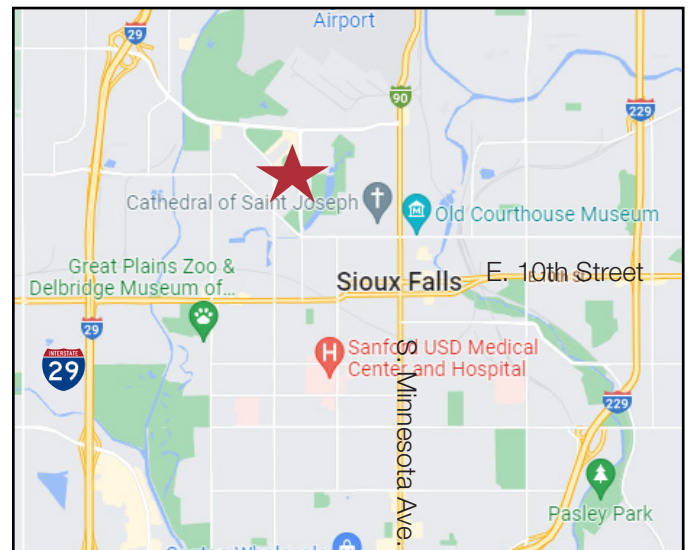 Airport
29
90
229
Cathedral of Saint Joseph
Old Courthouse Museum
Great Plains Zoo &
Delbridge Museum of...
Sioux Falls
E. 10th Street
29
INTERSTATE
29
H
Sanford USD Medical
Center and Hospital
S. Minnesota Ave.
229
Pasley Park